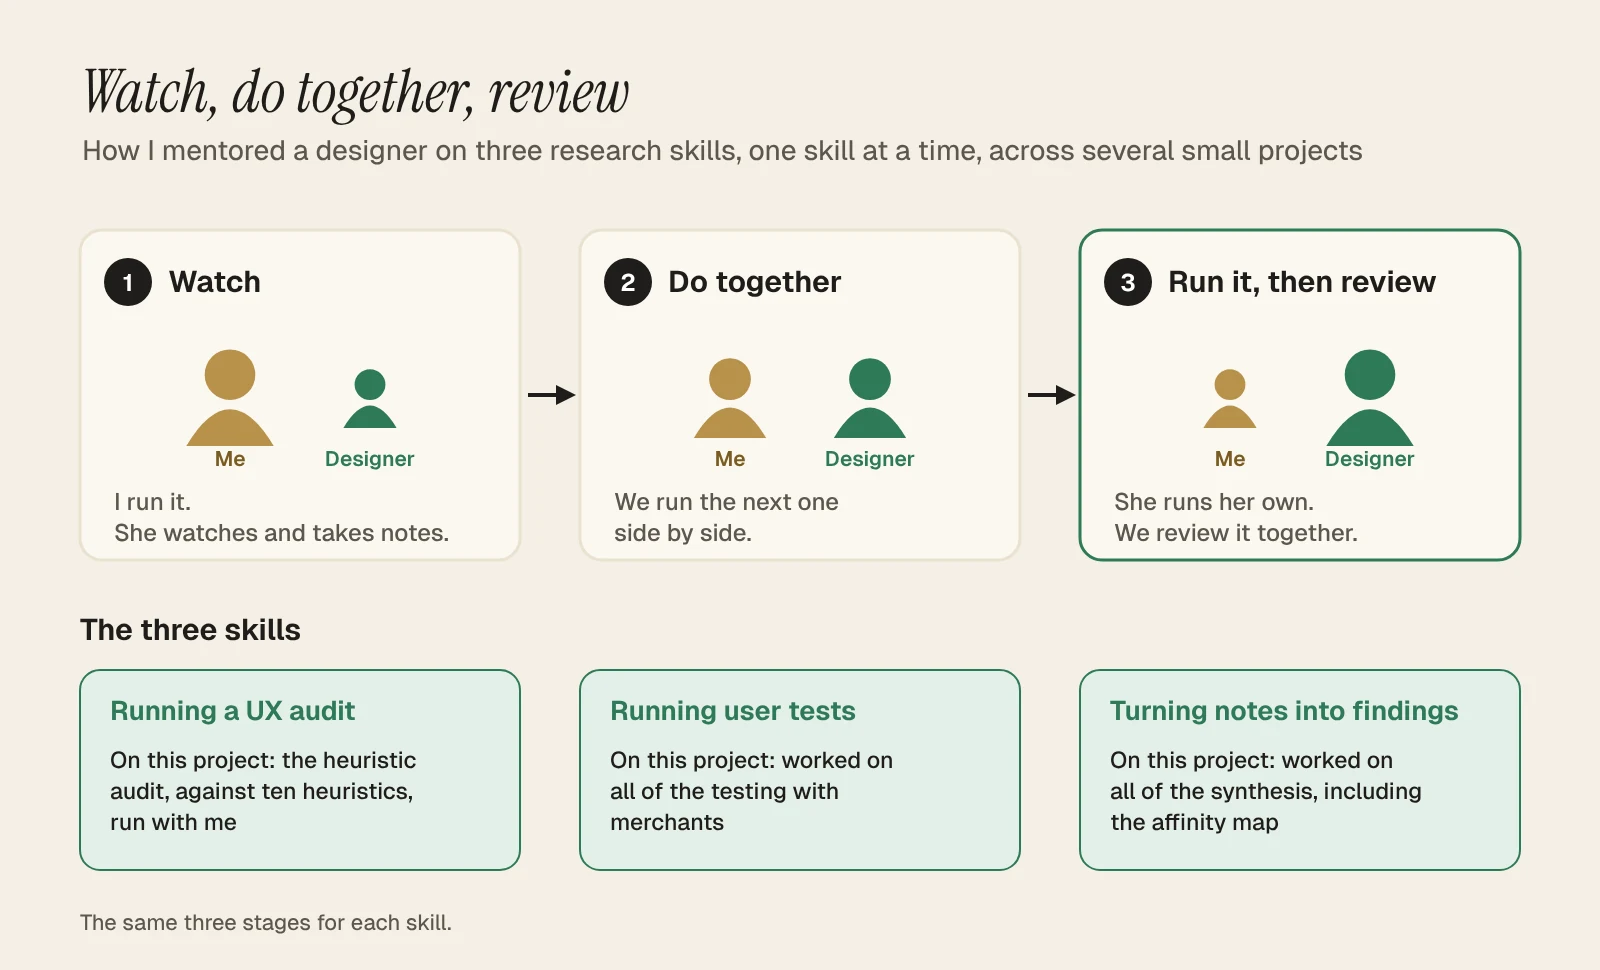 Watch, do together, review
How I mentored a designer on three research skills, one skill at a time, across several small projects
1 Watch
Me
Designer
I run it.
She watches and takes notes.
2 Do together
Me
Designer
We run the next one
side by side.
3 Run it, then review
Me
Designer
She runs her own.
We review it together.
The three skills
Running a UX audit
On this project: the heuristic
audit, against ten heuristics,
run with me
Running user tests
On this project: worked on
all of the testing with
merchants
Turning notes into findings
On this project: worked on
all of the synthesis, including
the affinity map
The same three stages for each skill.